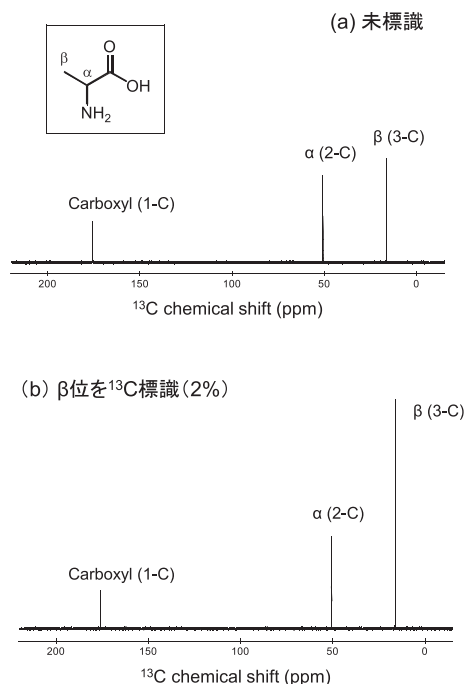 (a) 未標識
O
β
α
OH
NH₂
β (3-C)
α (2-C)
Carboxyl (1-C)
200 150 100 50 0
¹³C chemical shift (ppm)
（b）β位を¹³C標識（2%）
β (3-C)
α (2-C)
Carboxyl (1-C)
200 150 100 50 0
¹³C chemical shift (ppm)